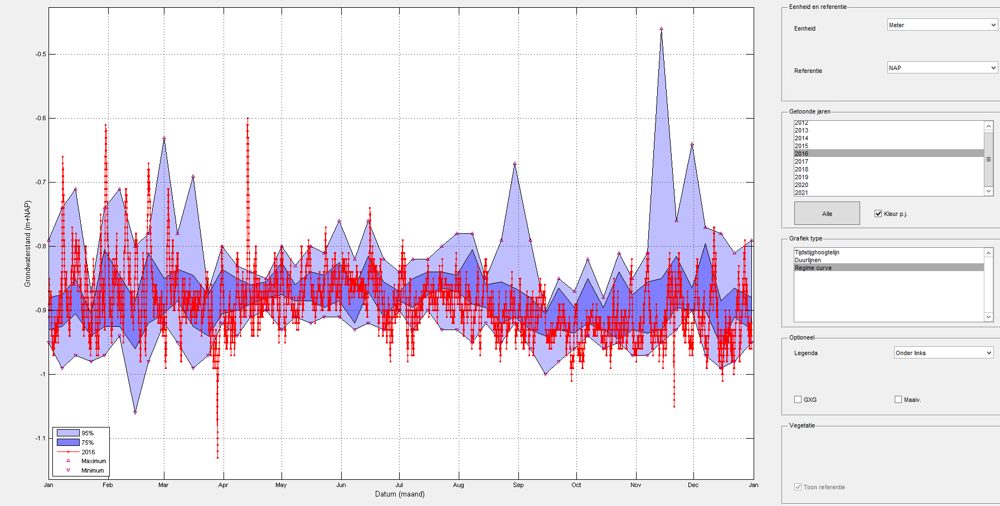 -0.5
-0.6
-0.7
-0.8
-0.9
-1
-1.1
Grondwaterstand (m+NAP)
95%
75%
2016
Maximum
Minimum
Jan Feb Mar Apr May Jun Jul Aug Sep Oct Nov Dec Jan
Datum (maand)
Eenheid en referentie
Eenheid Meter
Referentie NAP
Getoonde jaren
2012
2013
2014
2015
2016
2017
2018
2019
2020
2021
Alle Kleur p.j.
Grafiek type
Tijdstijghoogtelijn
Duurlijnen
Regime curve
Optioneel
Legenda Onder links
GXG Maaiv.
Vegetatie
Toon referentie